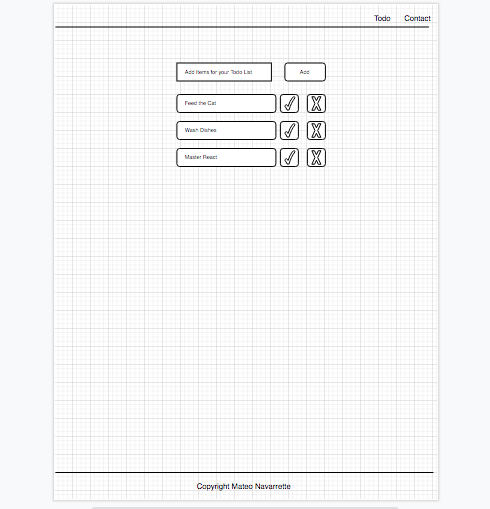 Todo Contact
Add Items for your Todo List Add
Feed the Cat
Wash Dishes
Master React
Copyright Mateo Navarrette